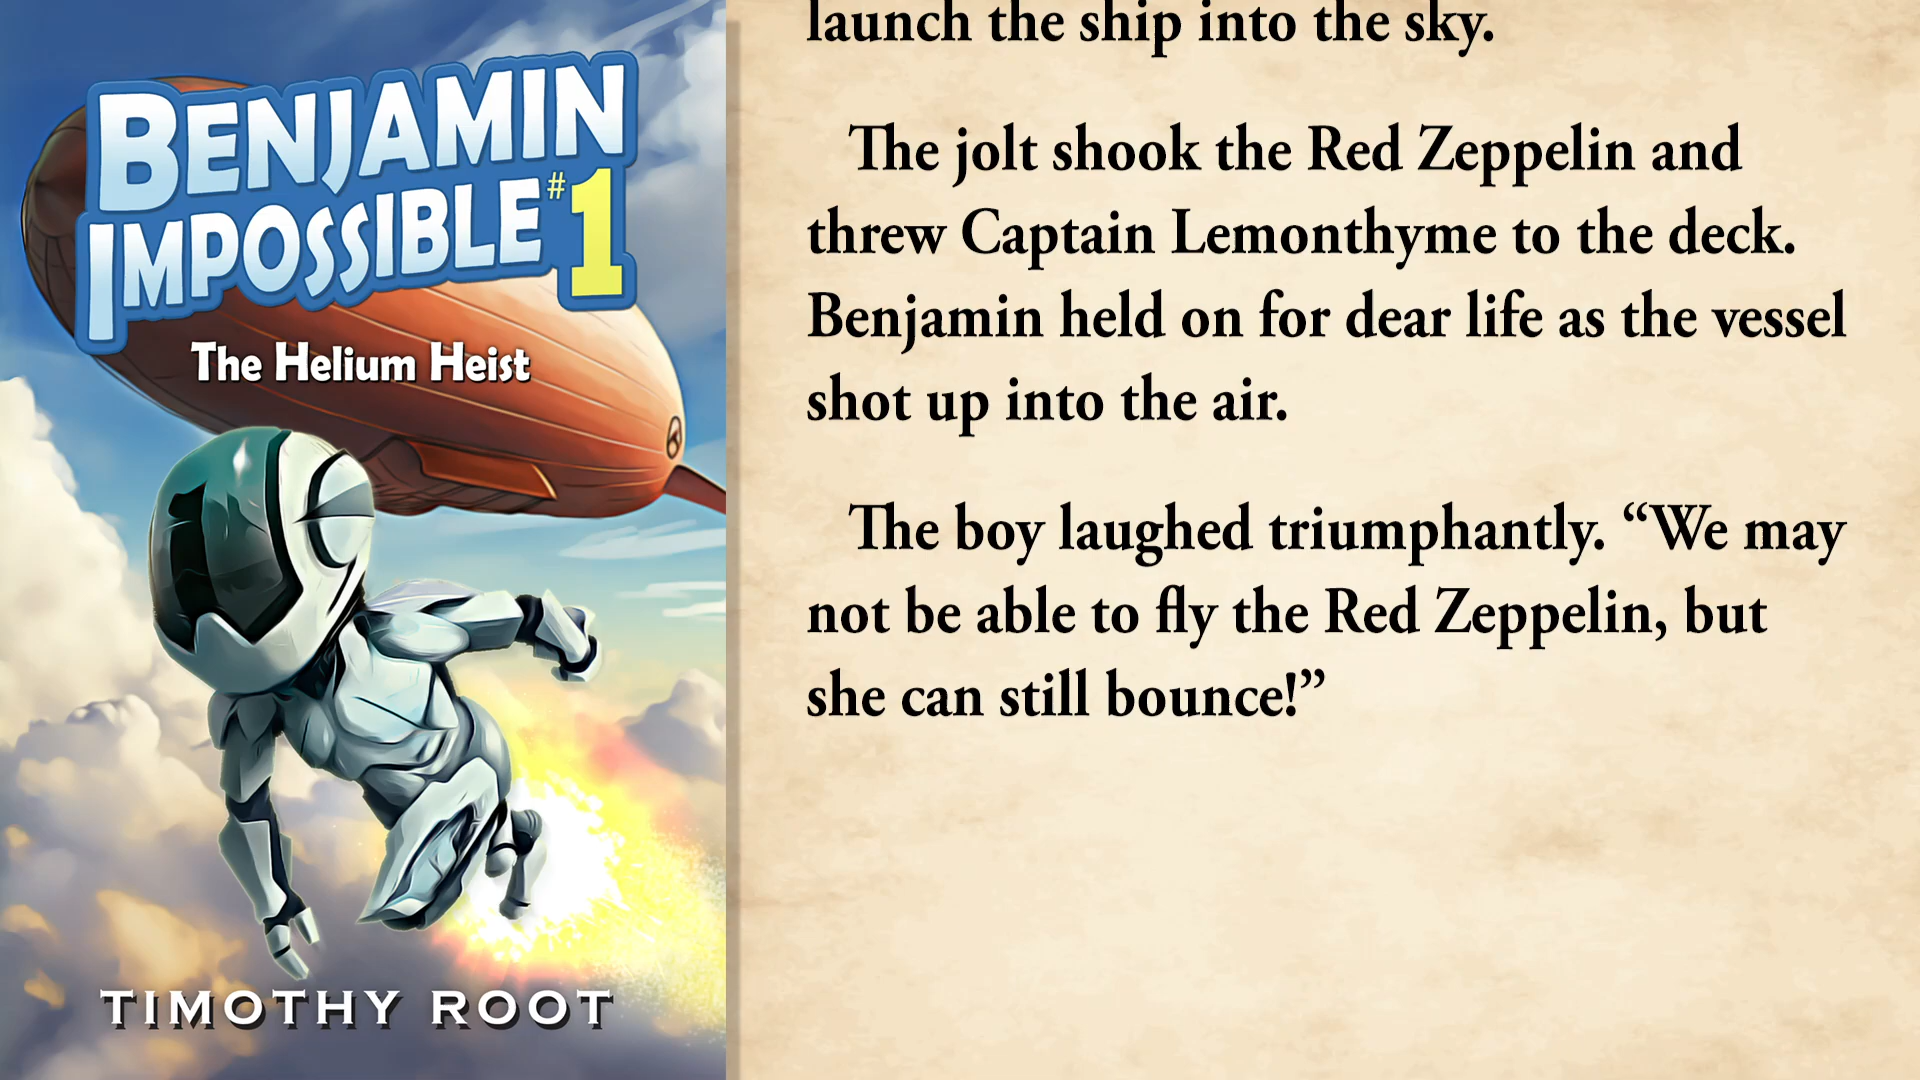 BENJAMIN
IMPOSSIBLE #1
The Helium Heist
TIMOTHY ROOT
launch the ship into the sky.
The jolt shook the Red Zeppelin and
threw Captain Lemonthyme to the deck.
Benjamin held on for dear life as the vessel
shot up into the air.
The boy laughed triumphantly. “We may
not be able to fly the Red Zeppelin, but
she can still bounce!”